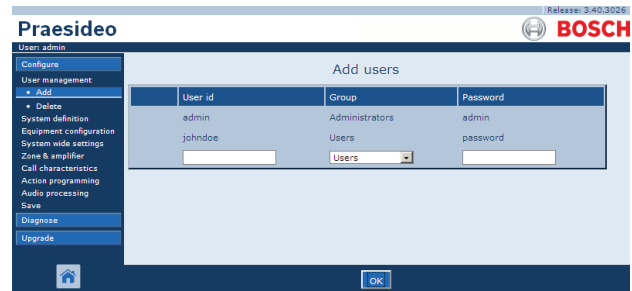 Release: 3.40.3026
Praesideo
BOSCH
User: admin
Configure
User management
• Add
• Delete
System definition
Equipment configuration
System wide settings
Zone & amplifier
Call characteristics
Action programming
Audio processing
Save
Diagnose
Upgrade
Add users
User id Group Password
admin Administrators admin
johndoe Users password
Users
OK